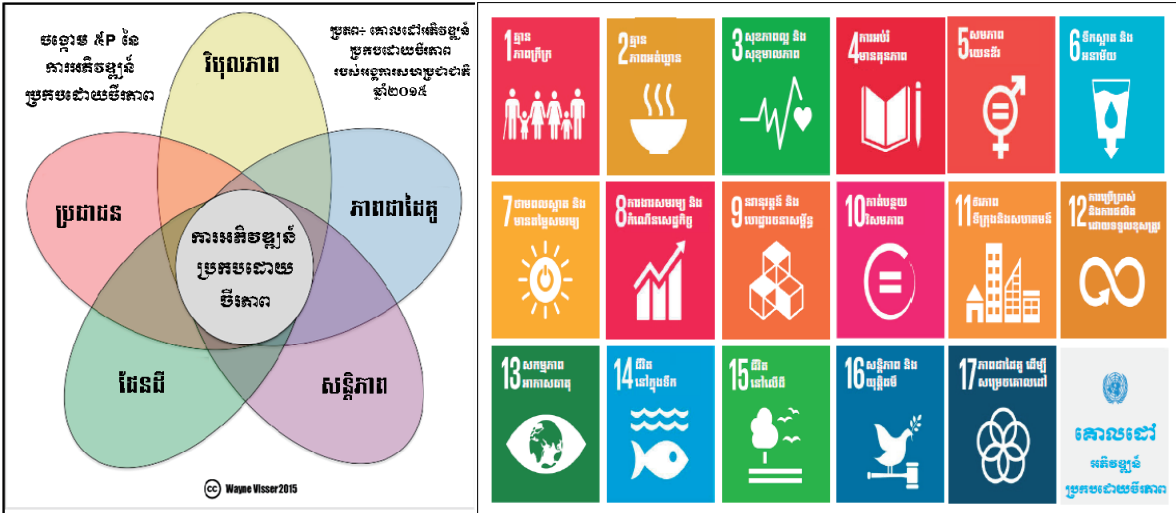 បង្គោម ៥P នៃ
ការអភិវឌ្ឍន៍
ប្រកបដោយចីរភាព
ប្រភព៖ គោលដៅអភិវឌ្ឍន៍
ប្រកបដោយចីរភាព
របស់អង្គការសហប្រជាជាតិ
ឆ្នាំ២០១៥
វិបុលភាព
ប្រជាជន
ភាពជាដៃគូ
ការអភិវឌ្ឍន៍
ប្រកបដោយ
ចីរភាព
ផែនដី
សន្តិភាព
cc Wayne Visser2015
1 គ្មាន
ភាពក្រីក្រ
2 គ្មាន
ភាពអត់ឃ្លាន
3 សុខភាពល្អ និង
សុខុមាលភាព
4 ការអប់រំ
មានគុណភាព
5 សមភាព
យេនឌ័រ
6 ទឹកស្អាត និង
អនាម័យ
7 ថាមពលស្អាត និង
មានតម្លៃសមរម្យ
8 ការងារសមរម្យ និង
កំណើនសេដ្ឋកិច្ច
9 នវានុវត្តន៍ និង
ហេដ្ឋារចនាសម្ព័ន្ធ
10 កាត់បន្ថយ
វិសមភាព
11 ចីរភាព
ទីក្រុងនិងសហគមន៍
12 ការប្រើប្រាស់
និងការផលិត
ដោយទទួលខុសត្រូវ
13 សកម្មភាព
អាកាសធាតុ
14 ជីវិត
នៅក្នុងទឹក
15 ជីវិត
នៅលើដី
16 សន្តិភាព និង
យុត្តិធម៌
17 ភាពជាដៃគូ ដើម្បី
សម្រេចគោលដៅ
គោលដៅ
អភិវឌ្ឍន៍
ប្រកបដោយចីរភាព